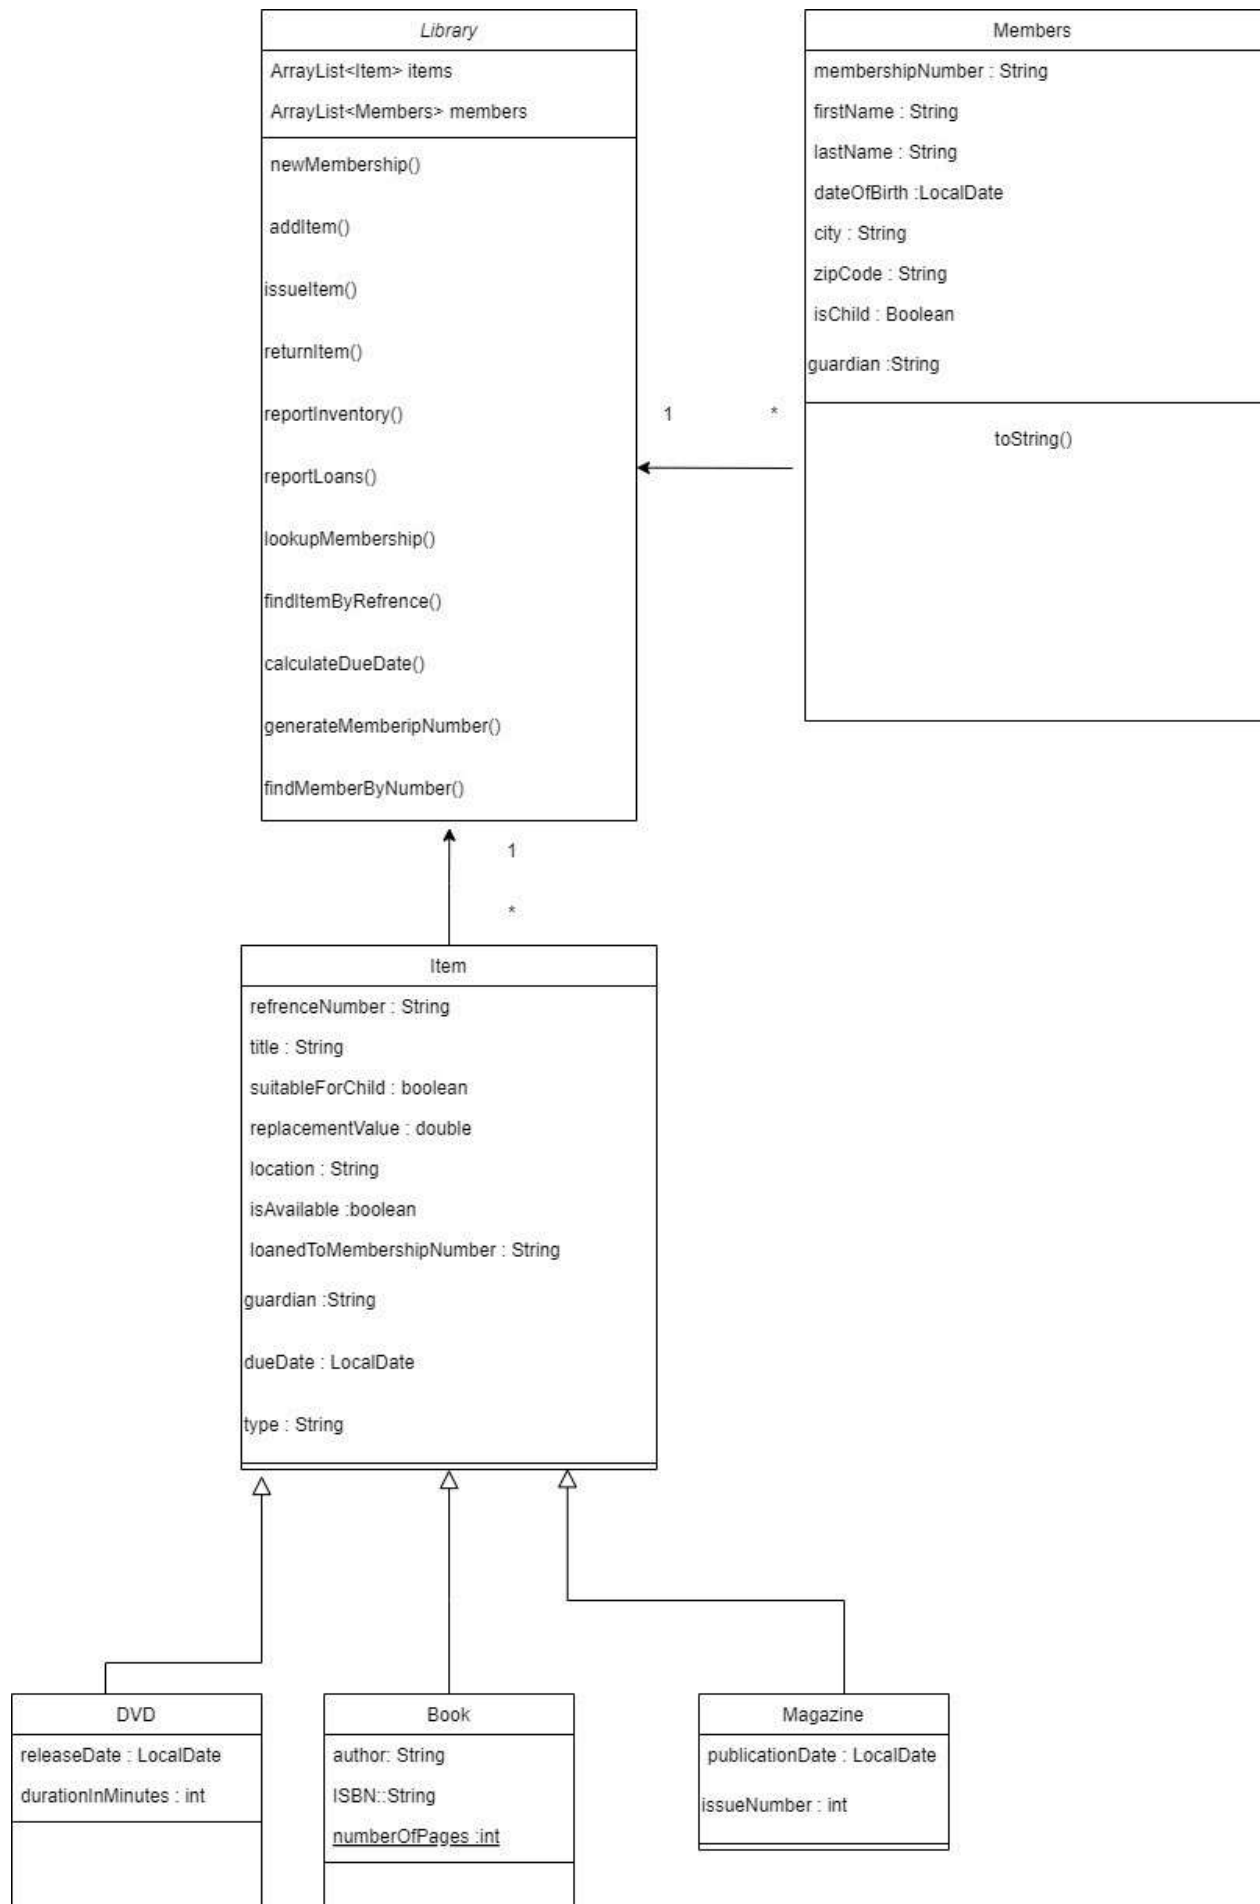 Library
ArrayList<Item> items
ArrayList<Members> members
newMembership()
addItem()
issueItem()
returnItem()
reportInventory()
reportLoans()
lookupMembership()
findItemByRefrence()
calculateDueDate()
generateMemberipNumber()
findMemberByNumber()
Members
membershipNumber : String
firstName : String
lastName : String
dateOfBirth :LocalDate
city : String
zipCode : String
isChild : Boolean
guardian :String
toString()
1 *
1
*
Item
refrenceNumber : String
title : String
suitableForChild : boolean
replacementValue : double
location : String
isAvailable :boolean
loanedToMembershipNumber : String
guardian :String
dueDate : LocalDate
type : String
DVD
releaseDate : LocalDate
durationInMinutes : int
Book
author: String
ISBN::String
numberOfPages :int
Magazine
publicationDate : LocalDate
issueNumber : int